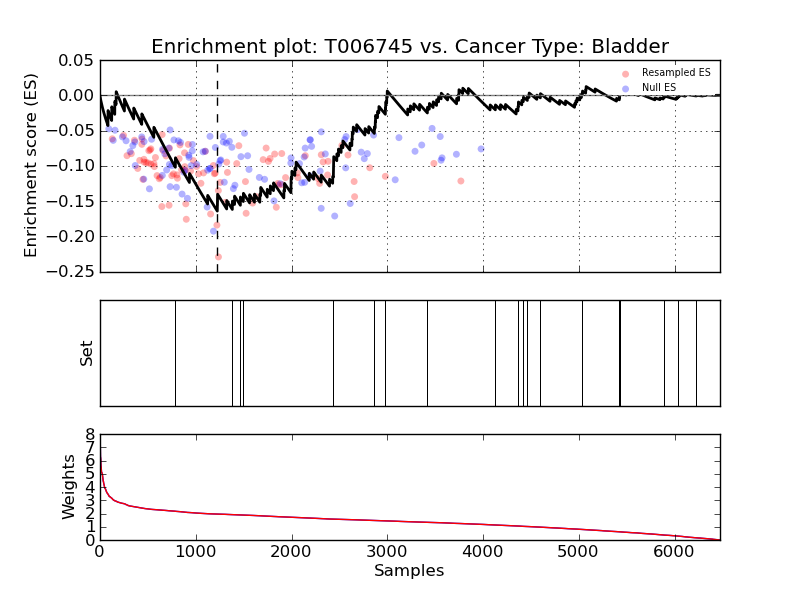 Enrichment plot: T006745 vs. Cancer Type: Bladder
Enrichment score (ES)
0.05
0.00
−0.05
−0.10
−0.15
−0.20
−0.25
Resampled ES
Null ES
Set
Weights
8
7
6
5
4
3
2
1
0
0 1000 2000 3000 4000 5000 6000
Samples